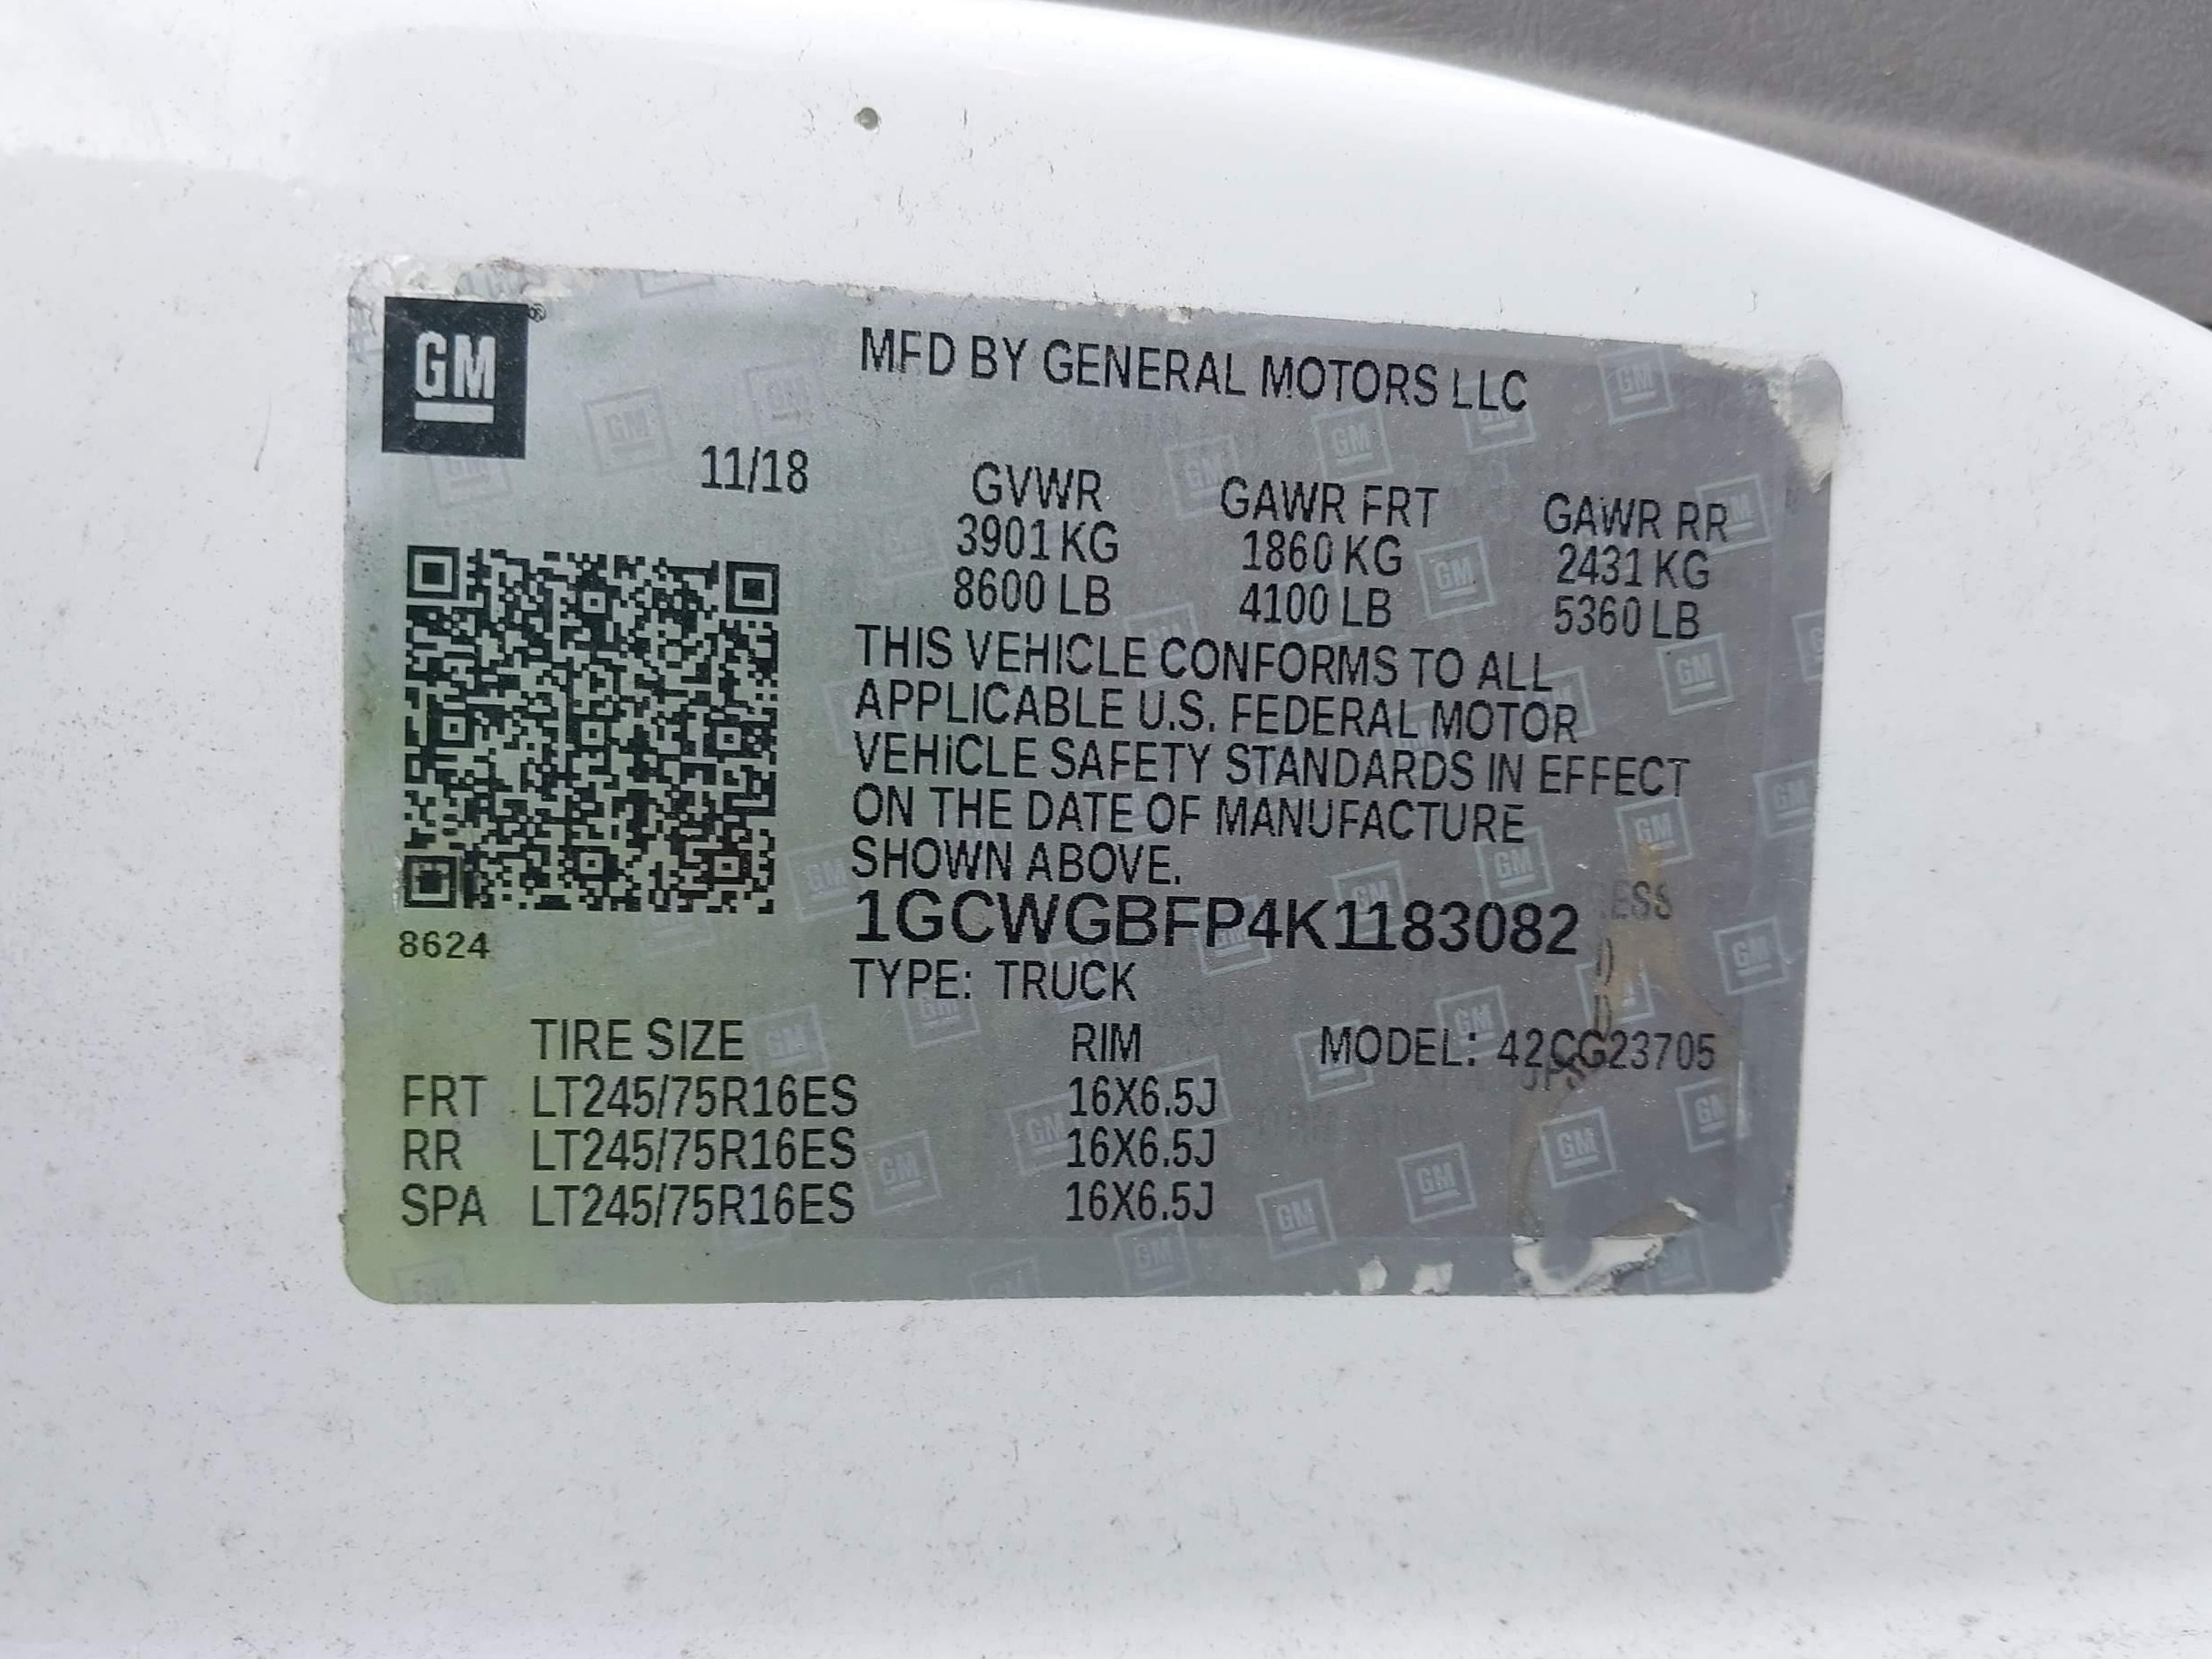 GM
MFD BY GENERAL MOTORS LLC
11/18
GVWR GAWR FRT GAWR RR
3901 KG 1860 KG 2431 KG
8600 LB 4100 LB 5360 LB
THIS VEHICLE CONFORMS TO ALL
APPLICABLE U.S. FEDERAL MOTOR
VEHICLE SAFETY STANDARDS IN EFFECT
ON THE DATE OF MANUFACTURE
SHOWN ABOVE.
1GCWGBFP4K1183082
8624
TYPE: TRUCK
TIRE SIZE RIM MODEL: 42CG23705
FRT LT245/75R16ES 16X6.5J
RR LT245/75R16ES 16X6.5J
SPA LT245/75R16ES 16X6.5J